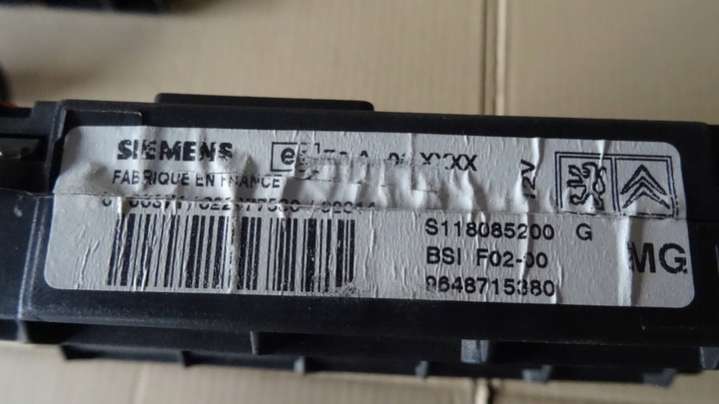 SIEMENS
FABRIQUE EN FRANCE
12V
S118085200 G
BSI F02-00
9648715380
MG